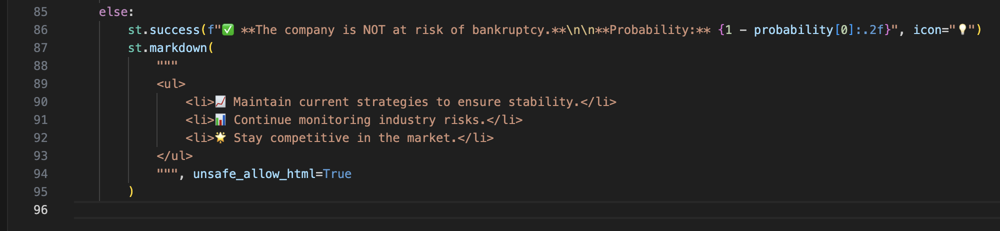 85 else:
86 st.success(f"✅ **The company is NOT at risk of bankruptcy.**\n\n**Probability:** {1 - probability[0]:.2f}", icon="💡")
87 st.markdown(
88 """
89 <ul>
90 <li>📈 Maintain current strategies to ensure stability.</li>
91 <li>📊 Continue monitoring industry risks.</li>
92 <li>🌟 Stay competitive in the market.</li>
93 </ul>
94 """, unsafe_allow_html=True
95 )
96